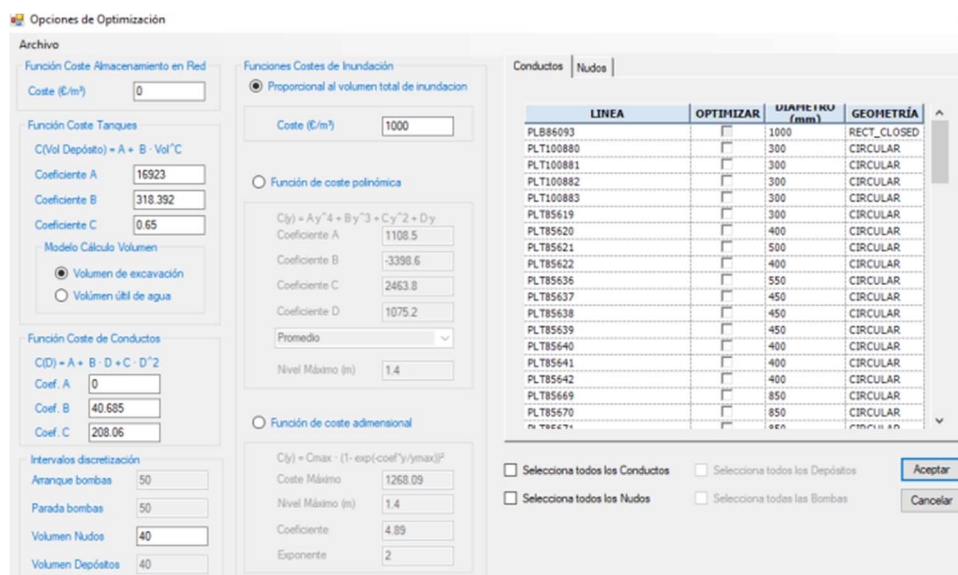 Opciones de Optimización
Archivo
Función Coste Almacenamiento en Red
Coste (€/m³) 0
Función Coste Tanques
C(Vol Depósito) = A + B · Vol^C
Coeficiente A 16923
Coeficiente B 318.392
Coeficiente C 0.65
Modelo Cálculo Volumen
Volumen de excavación
Volúmen útil de agua
Función Coste de Conductos
C(D) = A + B · D + C · D^2
Coef. A 0
Coef. B 40.685
Coef. C 208.06
Intervalos discretización
Arranque bombas 50
Parada bombas 50
Volumen Nudos 40
Volumen Depósitos 40
Funciones Costes de Inundación
Proporcional al volumen total de inundacion
Coste (€/m³) 1000
Función de coste polinómica
C(y) = A y^4 + B y^3 + C y^2 + D y
Coeficiente A 1108.5
Coeficiente B -3398.6
Coeficiente C 2463.8
Coeficiente D 1075.2
Promedio
Nivel Máximo (m) 1.4
Función de coste adimensional
C(y) = Cmax · (1- exp(-coef*y/ymax))²
Coste Máximo 1268.09
Nivel Máximo (m) 1.4
Coeficiente 4.89
Exponente 2
Conductos Nudos
LINEA OPTIMIZAR DIAMETRO (mm) GEOMETRÍA
PLB86093 1000 RECT_CLOSED
PLT100880 300 CIRCULAR
PLT100881 300 CIRCULAR
PLT100882 300 CIRCULAR
PLT100883 300 CIRCULAR
PLT85619 300 CIRCULAR
PLT85620 400 CIRCULAR
PLT85621 500 CIRCULAR
PLT85622 400 CIRCULAR
PLT85636 550 CIRCULAR
PLT85637 450 CIRCULAR
PLT85638 450 CIRCULAR
PLT85639 450 CIRCULAR
PLT85640 400 CIRCULAR
PLT85641 400 CIRCULAR
PLT85642 400 CIRCULAR
PLT85669 850 CIRCULAR
PLT85670 850 CIRCULAR
PLT85671 850 CIRCULAR
Selecciona todos los Conductos Selecciona todos los Depósitos Aceptar
Selecciona todos los Nudos Selecciona todas las Bombas Cancelar